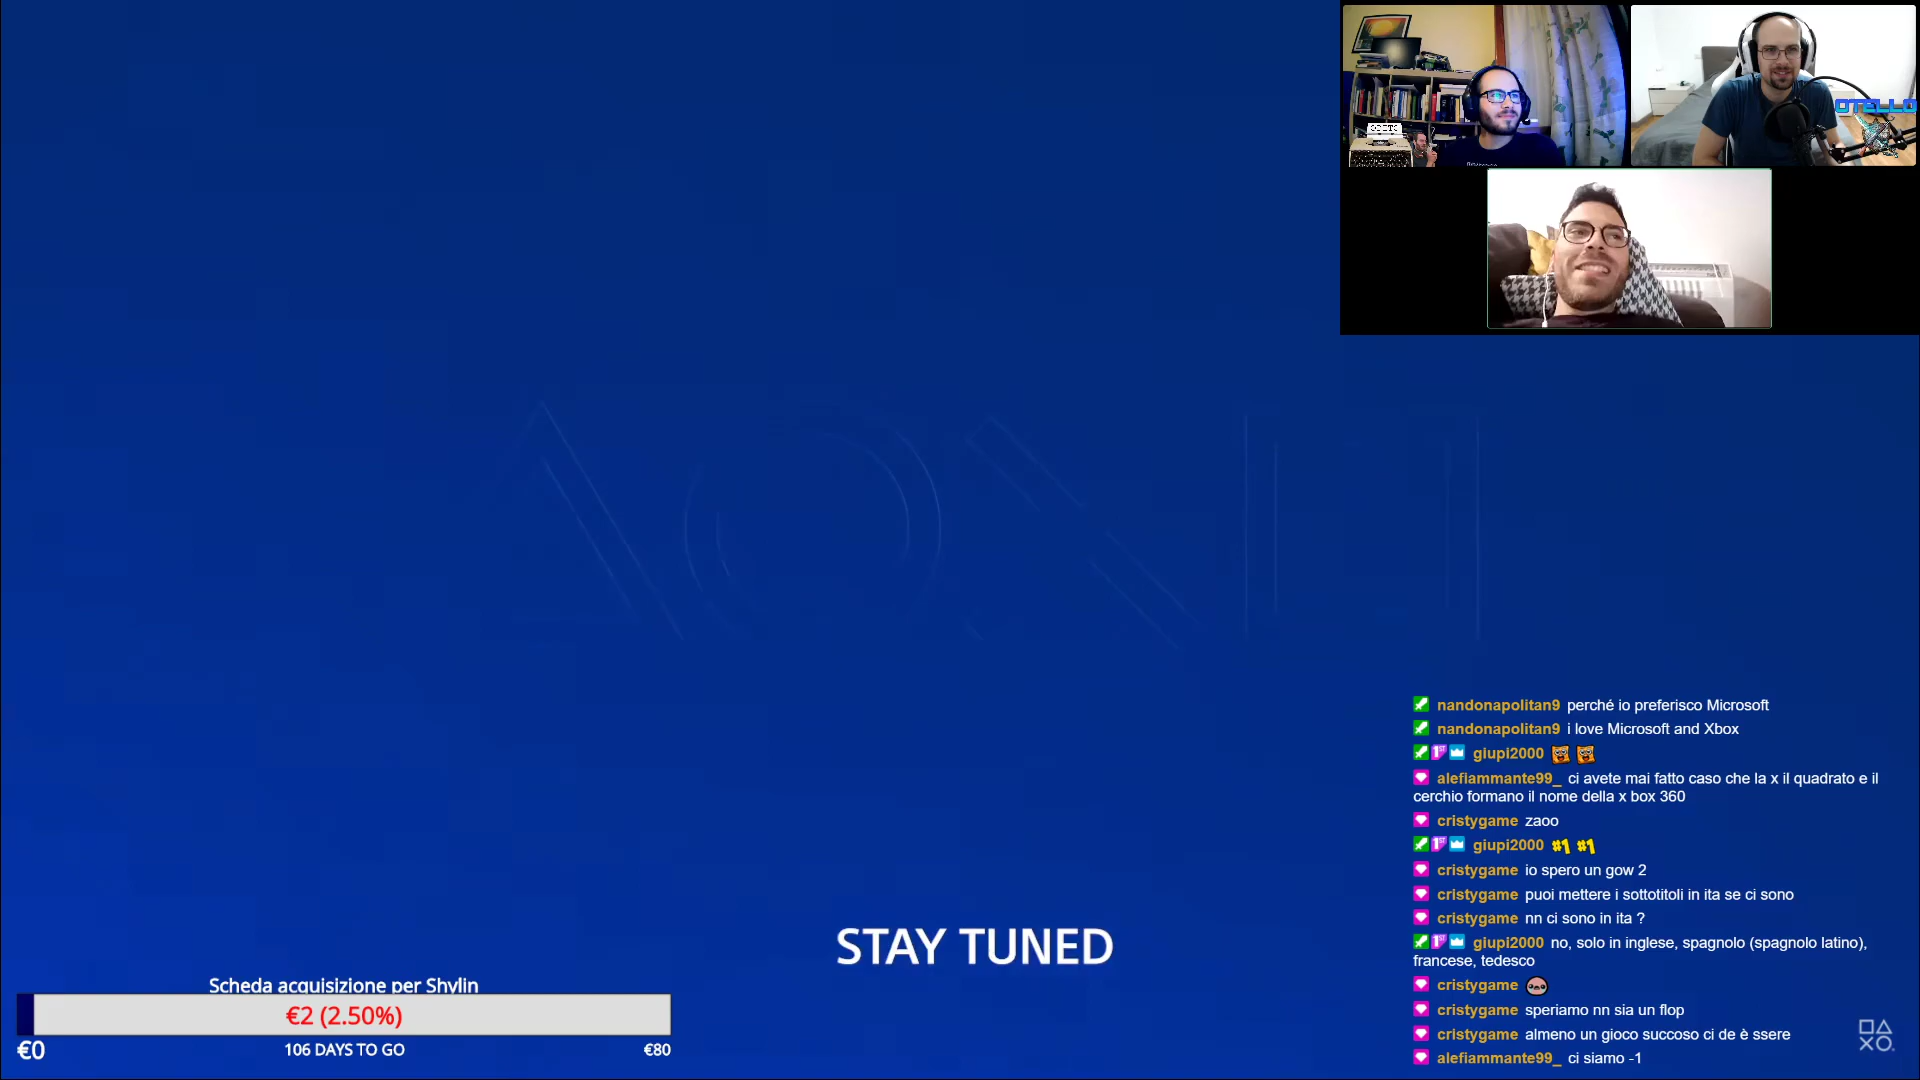 OTELLO
nandonapolitan9 perché io preferisco Microsoft
nandonapolitan9 i love Microsoft and Xbox
giupi2000
alefiammante99_ ci avete mai fatto caso che la x il quadrato e il
cerchio formano il nome della x box 360
cristygame zaoo
giupi2000 #1 #1
cristygame io spero un gow 2
cristygame puoi mettere i sottotitoli in ita se ci sono
cristygame nn ci sono in ita ?
giupi2000 no, solo in inglese, spagnolo (spagnolo latino),
francese, tedesco
cristygame
cristygame speriamo nn sia un flop
cristygame almeno un gioco succoso ci de è ssere
alefiammante99_ ci siamo -1
STAY TUNED
Scheda acquisizione per Shylin
€2 (2.50%)
€0 106 DAYS TO GO €80